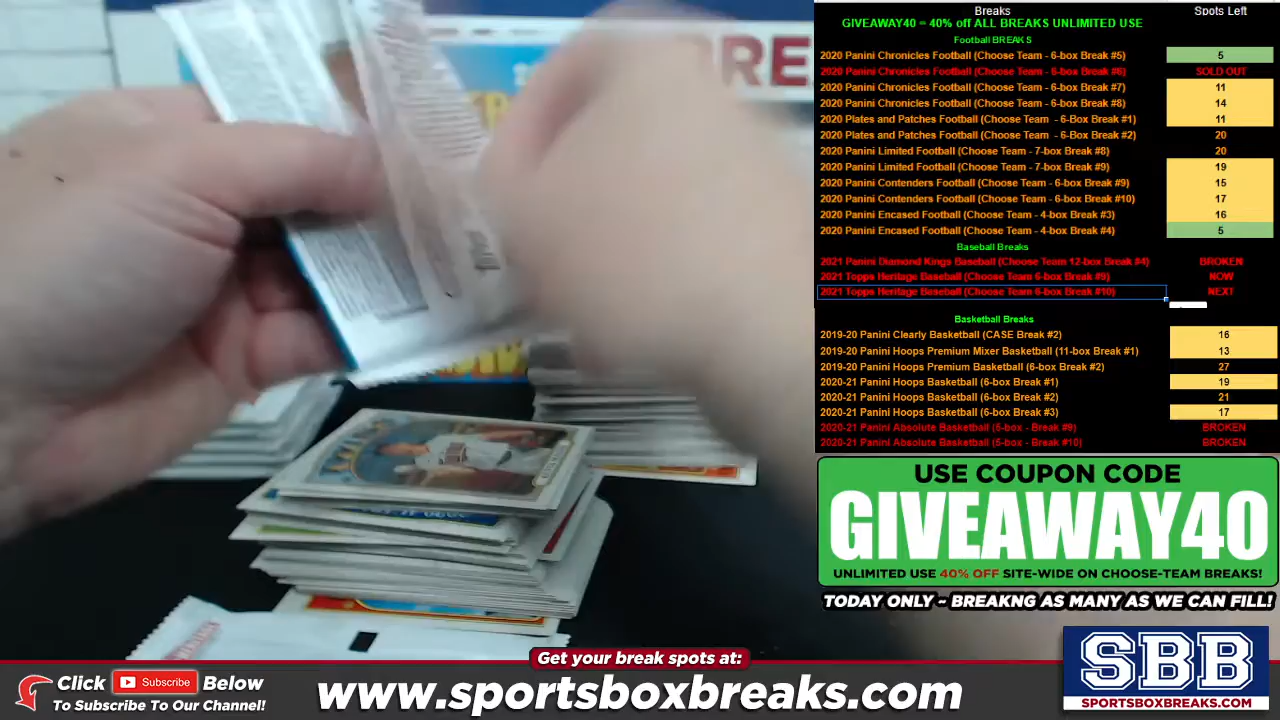 Breaks Spots Left
GIVEAWAY40 = 40% off ALL BREAKS UNLIMITED USE
Football BREAKS
2020 Panini Chronicles Football (Choose Team - 6-box Break #5) 5
2020 Panini Chronicles Football (Choose Team - 6-box Break #6) SOLD OUT
2020 Panini Chronicles Football (Choose Team - 6-box Break #7) 11
2020 Panini Chronicles Football (Choose Team - 6-box Break #8) 14
2020 Plates and Patches Football (Choose Team - 6-Box Break #1) 11
2020 Plates and Patches Football (Choose Team - 6-Box Break #2) 20
2020 Panini Limited Football (Choose Team - 7-box Break #8) 20
2020 Panini Limited Football (Choose Team - 7-box Break #9) 19
2020 Panini Contenders Football (Choose Team - 6-box Break #9) 15
2020 Panini Contenders Football (Choose Team - 6-box Break #10) 17
2020 Panini Encased Football (Choose Team - 4-box Break #3) 16
2020 Panini Encased Football (Choose Team - 4-box Break #4) 5
Baseball Breaks
2021 Panini Diamond Kings Baseball (Choose Team 12-box Break #4) BROKEN
2021 Topps Heritage Baseball (Choose Team 6-box Break #9) NOW
2021 Topps Heritage Baseball (Choose Team 6-box Break #10) NEXT
Basketball Breaks
2019-20 Panini Clearly Basketball (CASE Break #2) 16
2019-20 Panini Hoops Premium Mixer Basketball (11-box Break #1) 13
2019-20 Panini Hoops Premium Basketball (6-box Break #2) 27
2020-21 Panini Hoops Basketball (6-box Break #1) 19
2020-21 Panini Hoops Basketball (6-box Break #2) 21
2020-21 Panini Hoops Basketball (6-box Break #3) 17
2020-21 Panini Absolute Basketball (5-box - Break #8) BROKEN
2020-21 Panini Absolute Basketball (5-box - Break #10) BROKEN
USE COUPON CODE
GIVEAWAY40
UNLIMITED USE 40% OFF SITE-WIDE ON CHOOSE-TEAM BREAKS!
TODAY ONLY ~ BREAKNG AS MANY AS WE CAN FILL!
RE
Get your break spots at:
Click Subscribe Below
To Subscribe To Our Channel!
www.sportsboxbreaks.com
SBB
SPORTSBOXBREAKS.COM